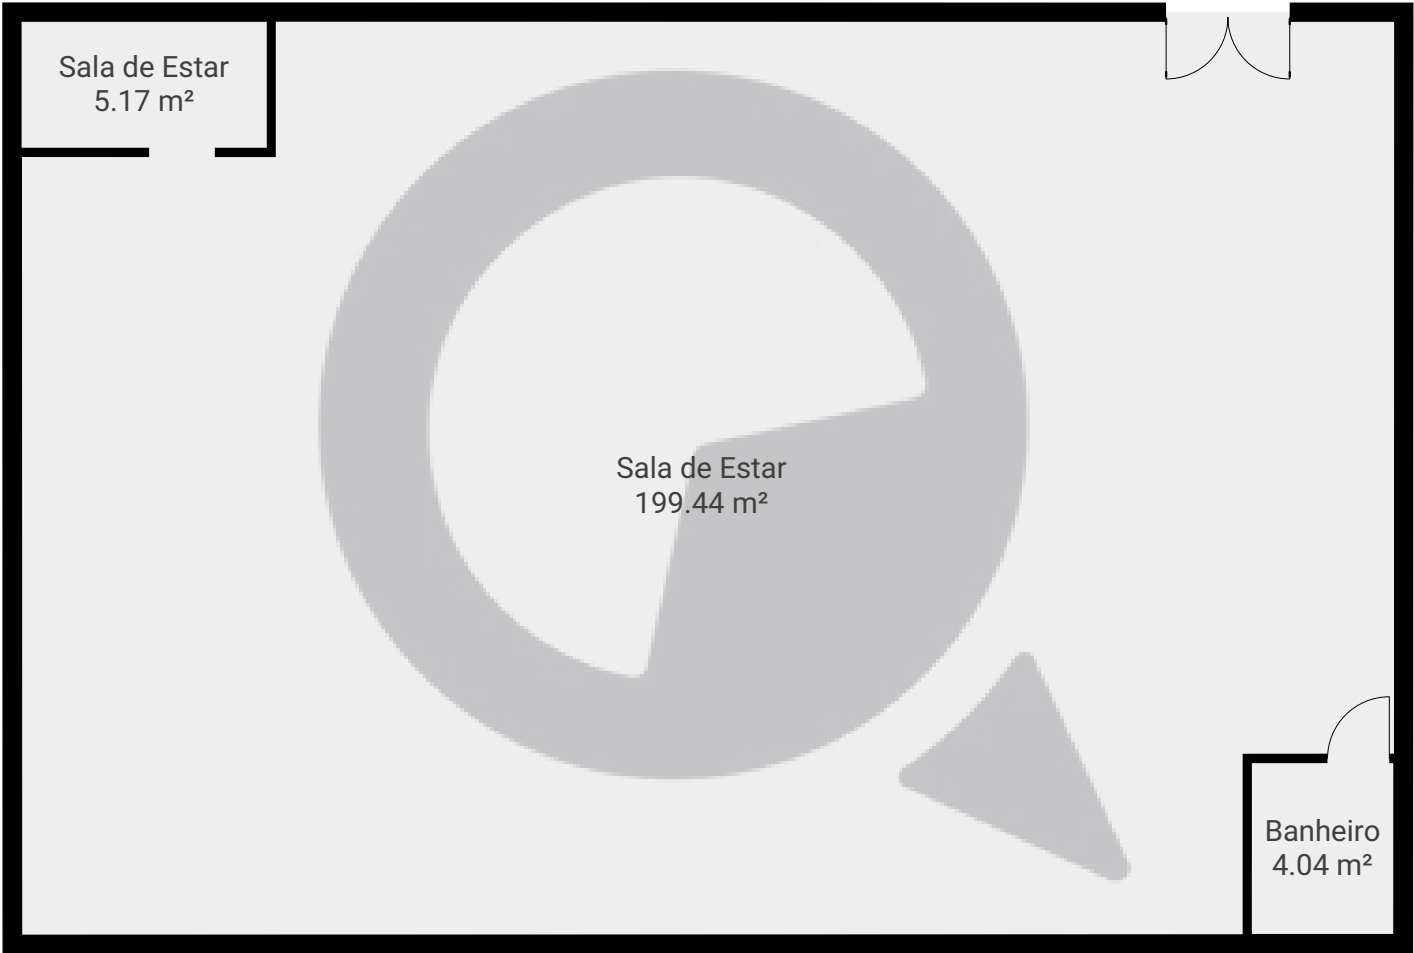 Sala de Estar
5.17 m²
Sala de Estar
199.44 m²
Banheiro
4.04 m²